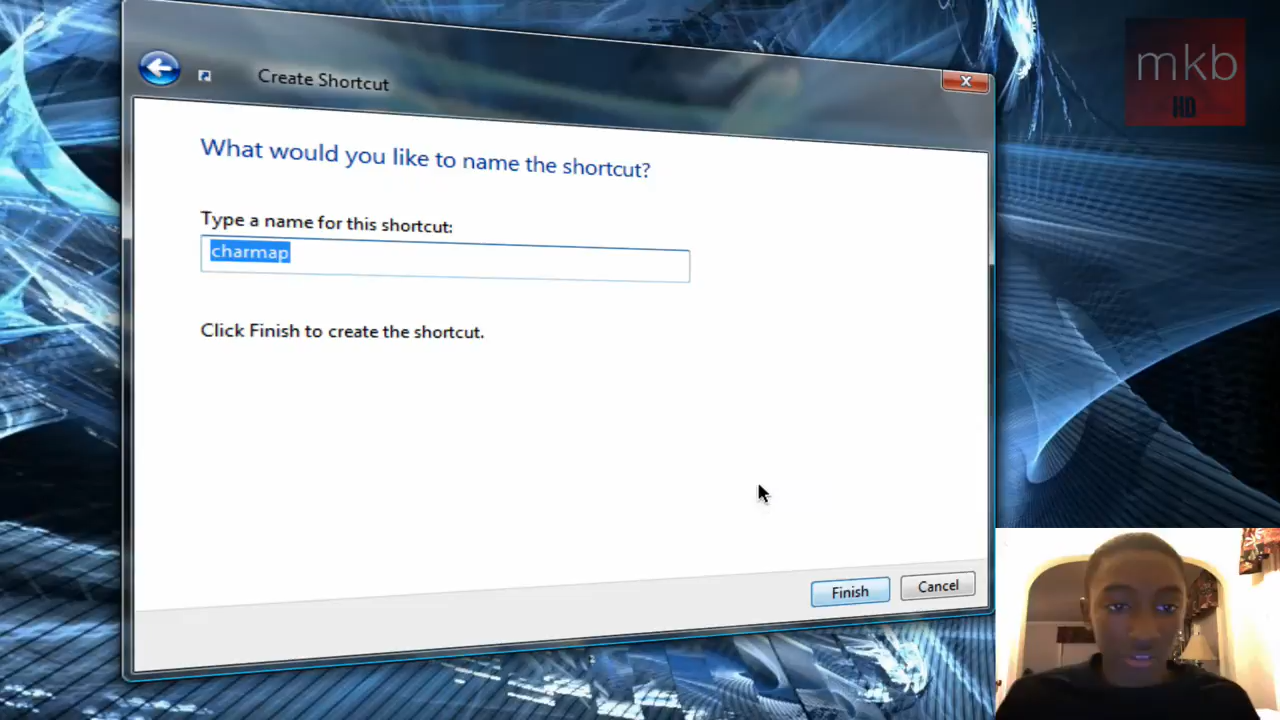 mkb
HD
Create Shortcut
What would you like to name the shortcut?
Type a name for this shortcut:
charmap
Click Finish to create the shortcut.
Finish
Cancel